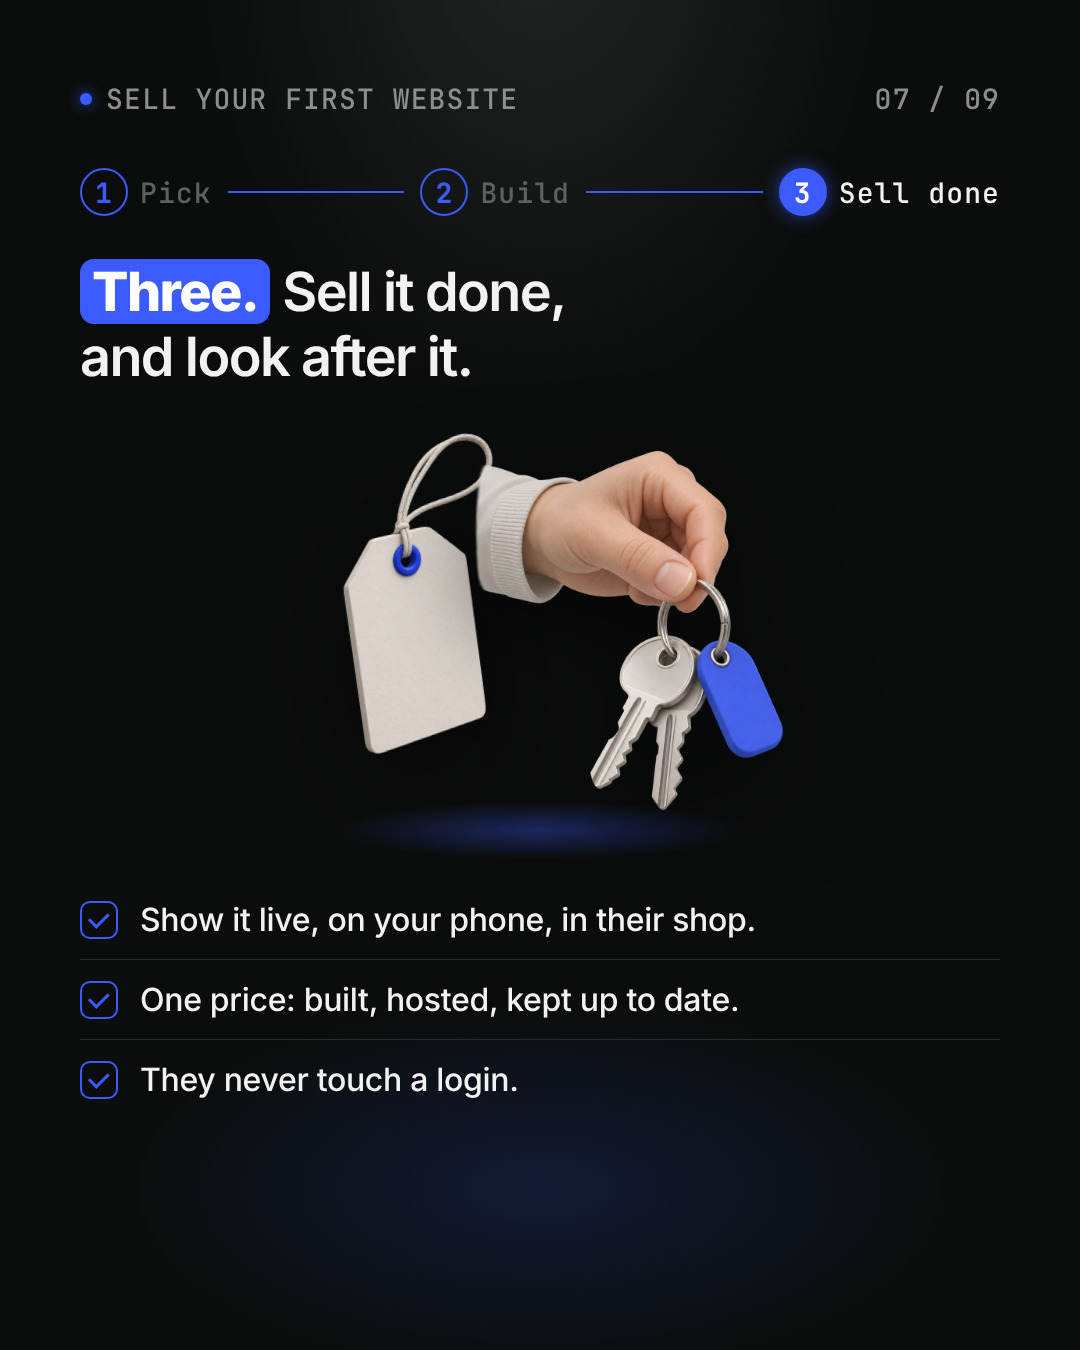 SELL YOUR FIRST WEBSITE
07 / 09
1 Pick
2 Build
3 Sell done
Three. Sell it done,
and look after it.
Show it live, on your phone, in their shop.
One price: built, hosted, kept up to date.
They never touch a login.